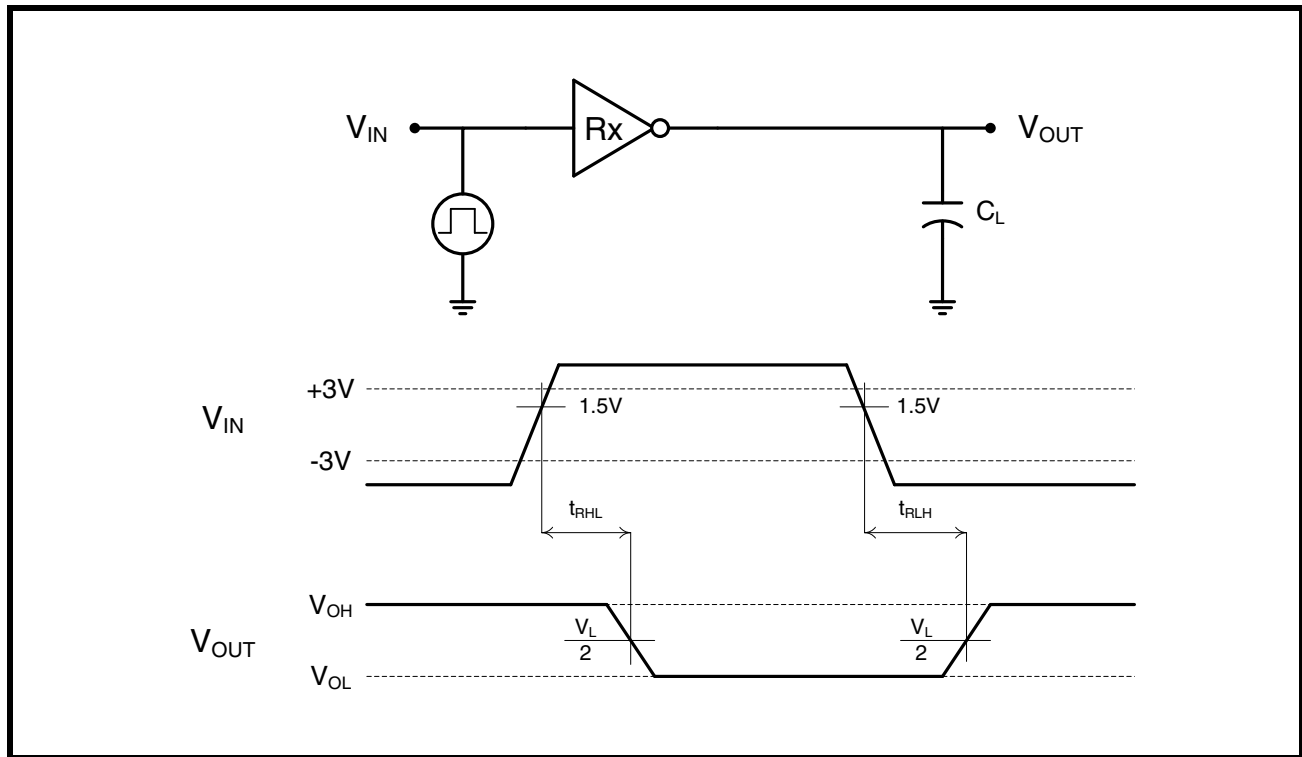 V_IN Rx V_OUT
C_L
+3V
1.5V 1.5V
V_IN
-3V
t_RHL t_RLH
V_OH
V_L/2 V_L/2
V_OUT
V_OL